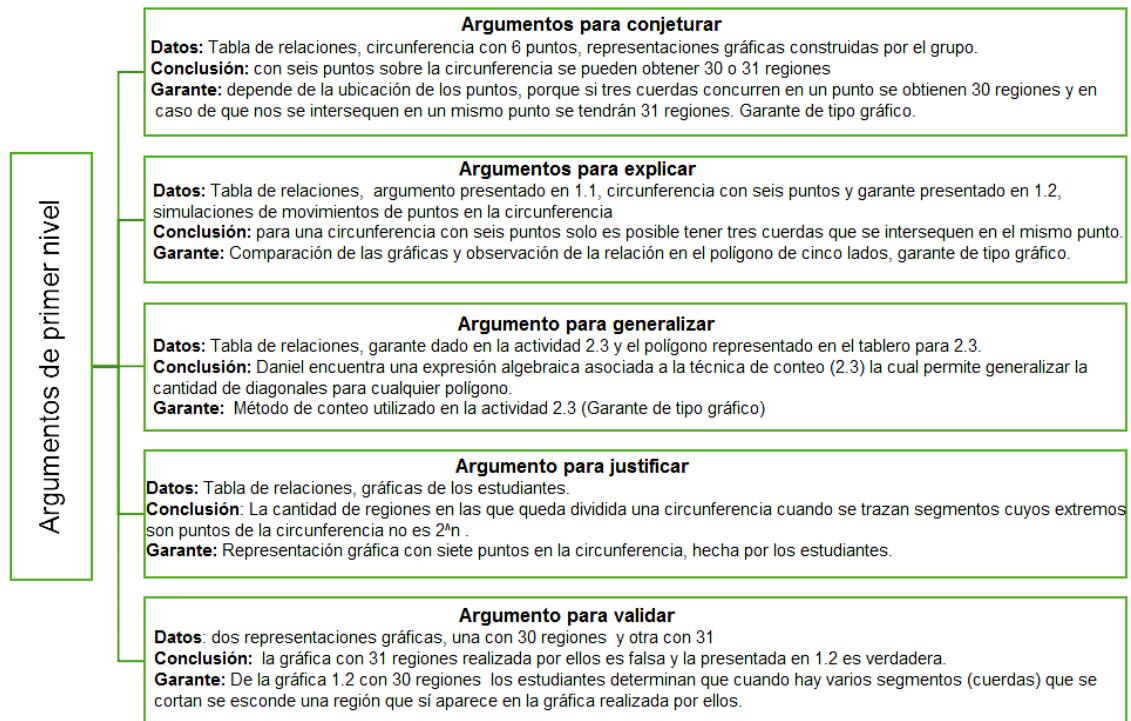 Argumentos de primer nivel
Argumentos para conjeturar
Datos: Tabla de relaciones, circunferencia con 6 puntos, representaciones gráficas construidas por el grupo.
Conclusión: con seis puntos sobre la circunferencia se pueden obtener 30 o 31 regiones
Garante: depende de la ubicación de los puntos, porque si tres cuerdas concurren en un punto se obtienen 30 regiones y en
caso de que nos se intersequen en un mismo punto se tendrán 31 regiones. Garante de tipo gráfico.
Argumentos para explicar
Datos: Tabla de relaciones, argumento presentado en 1.1, circunferencia con seis puntos y garante presentado en 1.2,
simulaciones de movimientos de puntos en la circunferencia
Conclusión: para una circunferencia con seis puntos solo es posible tener tres cuerdas que se intersequen en el mismo punto.
Garante: Comparación de las gráficas y observación de la relación en el polígono de cinco lados, garante de tipo gráfico.
Argumento para generalizar
Datos: Tabla de relaciones, garante dado en la actividad 2.3 y el polígono representado en el tablero para 2.3.
Conclusión: Daniel encuentra una expresión algebraica asociada a la técnica de conteo (2.3) la cual permite generalizar la
cantidad de diagonales para cualquier polígono.
Garante: Método de conteo utilizado en la actividad 2.3 (Garante de tipo gráfico)
Argumento para justificar
Datos: Tabla de relaciones, gráficas de los estudiantes.
Conclusión: La cantidad de regiones en las que queda dividida una circunferencia cuando se trazan segmentos cuyos extremos
son puntos de la circunferencia no es 2^n .
Garante: Representación gráfica con siete puntos en la circunferencia, hecha por los estudiantes.
Argumento para validar
Datos: dos representaciones gráficas, una con 30 regiones y otra con 31
Conclusión: la gráfica con 31 regiones realizada por ellos es falsa y la presentada en 1.2 es verdadera.
Garante: De la gráfica 1.2 con 30 regiones los estudiantes determinan que cuando hay varios segmentos (cuerdas) que se
cortan se esconde una región que sí aparece en la gráfica realizada por ellos.